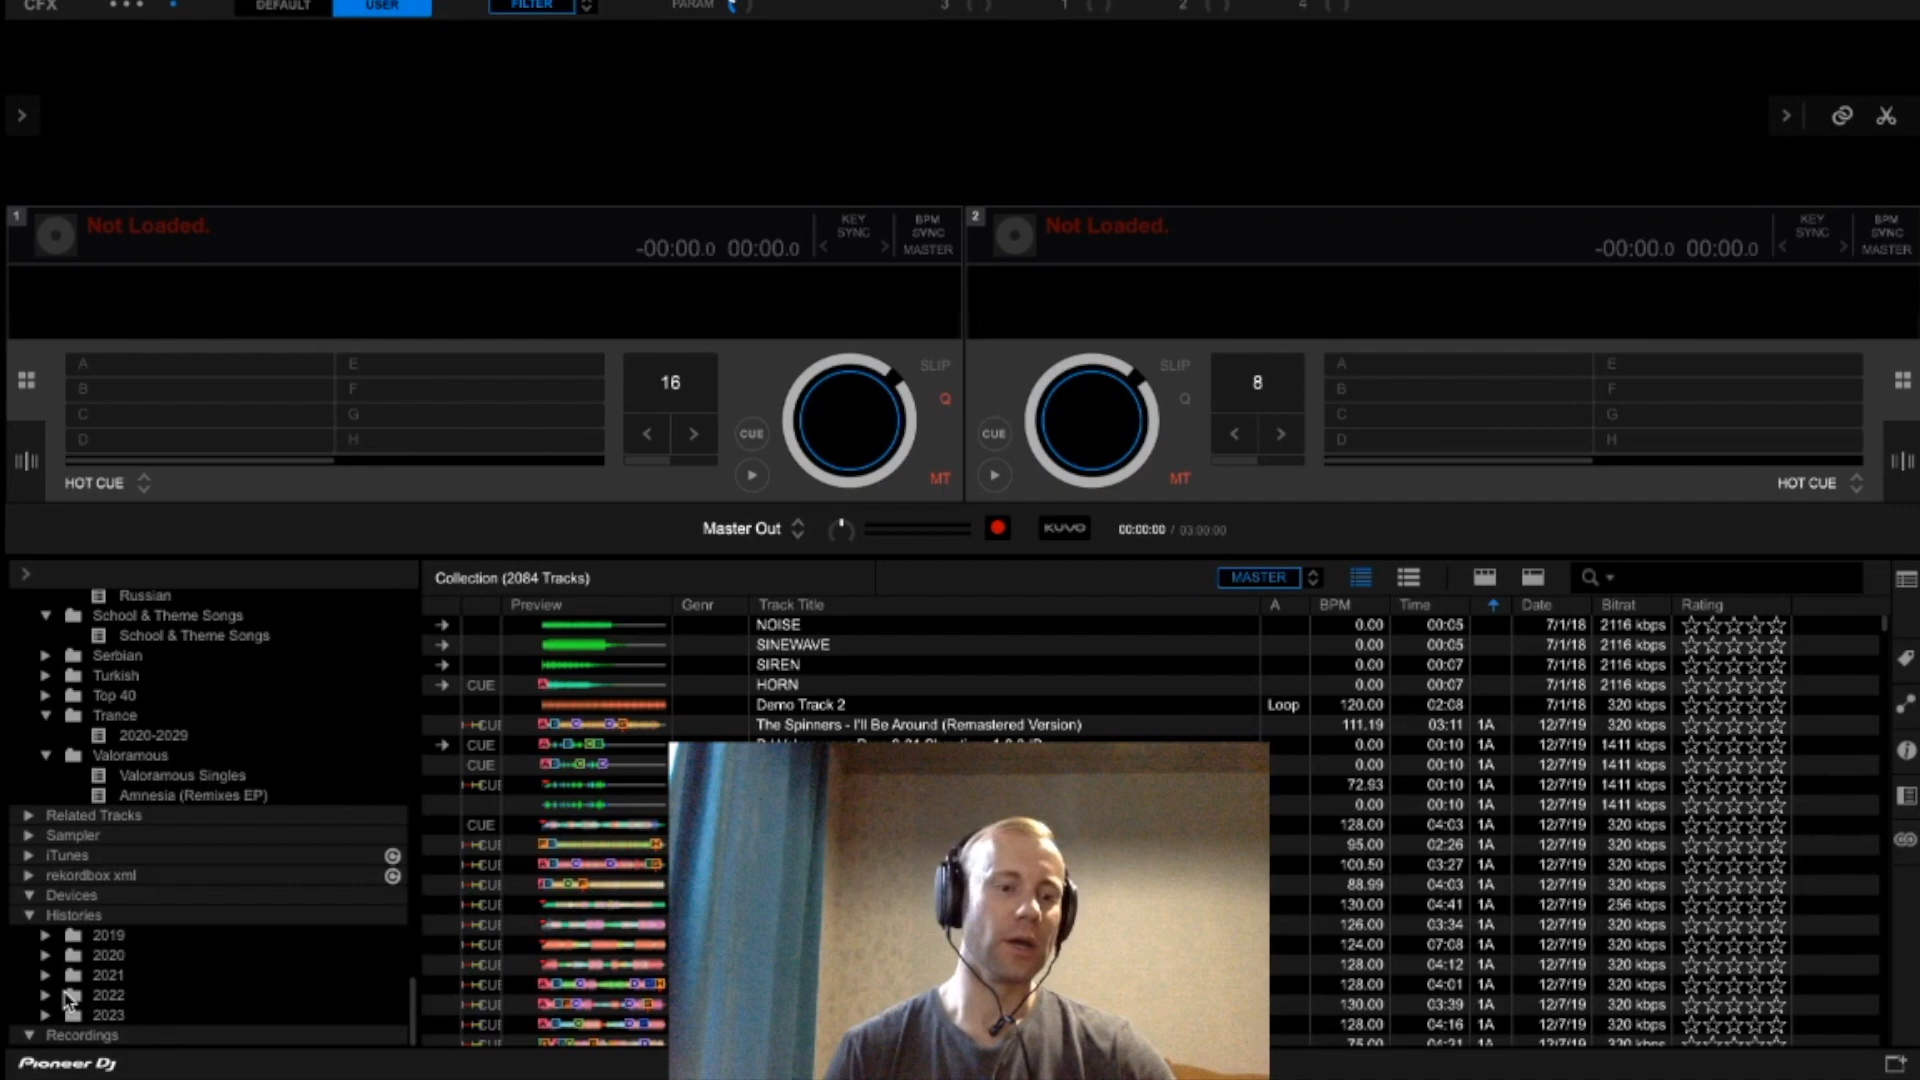 CFX DEFAULT USER FILTER PARAM 3 1 2 4
1 Not Loaded. -00:00.0 00:00.0 KEY SYNC BPM SYNC MASTER
2 Not Loaded. -00:00.0 00:00.0 KEY SYNC BPM SYNC MASTER
A E 16 SLIP SLIP 8 A E
B F Q Q B F
C G CUE CUE C G
D H D H
HOT CUE MT MT HOT CUE
Master Out KUVO 00:00:00 / 03:00:00
Collection (2084 Tracks) MASTER
Preview Genr Track Title A BPM Time Date Bitrat Rating
Russian
School & Theme Songs
School & Theme Songs
Serbian
Turkish
Top 40
Trance
2020-2029
Valoramous
Valoramous Singles
Amnesia (Remixes EP)
Related Tracks
Sampler
iTunes
rekordbox xml
Devices
Histories
2019
2020
2021
2022
2023
Recordings
Pioneer Dj
NOISE 0.00 00:05 7/1/18 2116 kbps
SINEWAVE 0.00 00:05 7/1/18 2116 kbps
SIREN 0.00 00:07 7/1/18 2116 kbps
CUE HORN 0.00 00:07 7/1/18 2116 kbps
Demo Track 2 Loop 120.00 02:08 7/1/18 320 kbps
The Spinners - I'll Be Around (Remastered Version) 111.19 03:11 1A 12/7/19 320 kbps
CUE 0.00 00:10 1A 12/7/19 1411 kbps
CUE 0.00 00:10 1A 12/7/19 1411 kbps
72.93 00:10 1A 12/7/19 1411 kbps
0.00 00:10 1A 12/7/19 1411 kbps
CUE 128.00 04:03 1A 12/7/19 320 kbps
95.00 02:26 1A 12/7/19 320 kbps
100.50 03:27 1A 12/7/19 320 kbps
88.99 04:03 1A 12/7/19 320 kbps
130.00 04:41 1A 12/7/19 256 kbps
126.00 03:34 1A 12/7/19 320 kbps
124.00 07:08 1A 12/7/19 320 kbps
128.00 04:12 1A 12/7/19 320 kbps
128.00 04:01 1A 12/7/19 320 kbps
130.00 03:39 1A 12/7/19 320 kbps
128.00 04:16 1A 12/7/19 320 kbps
75.00 04:21 1A 12/7/19 320 kbps